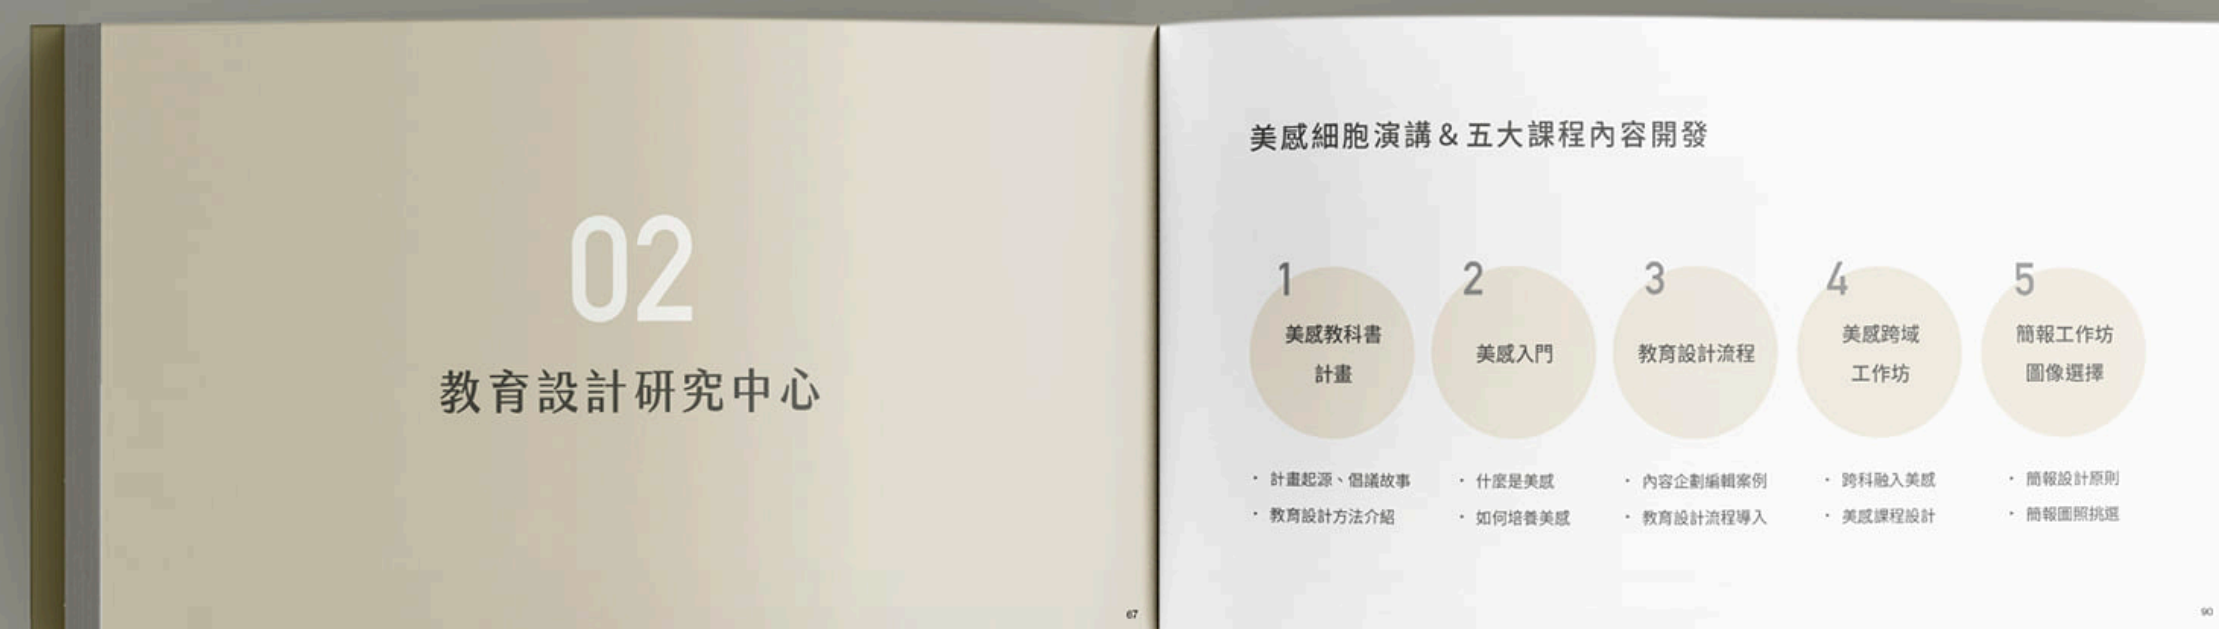 02
教育設計研究中心
67
美感細胞演講&五大課程內容開發
1
美感教科書
計畫
・計畫起源、倡議故事
・教育設計方法介紹
2
美感入門
・什麼是美感
・如何培養美感
3
教育設計流程
・內容企劃編輯案例
・教育設計流程導入
4
美感跨域
工作坊
・跨科融入美感
・美感課程設計
5
簡報工作坊
圖像選擇
・簡報設計原則
・簡報圖照挑選
90